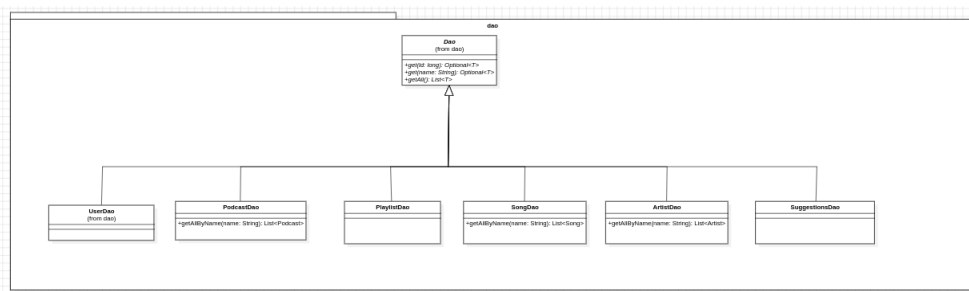 dao
Dao
(from dao)
+get(id: long): Optional<T>
+get(name: String): Optional<T>
+getAll(): List<T>
UserDao
(from dao)
PodcastDao
+getAllByName(name: String): List<Podcast>
PlaylistDao
SongDao
+getAllByName(name: String): List<Song>
ArtistDao
+getAllByName(name: String): List<Artist>
SuggestionsDao